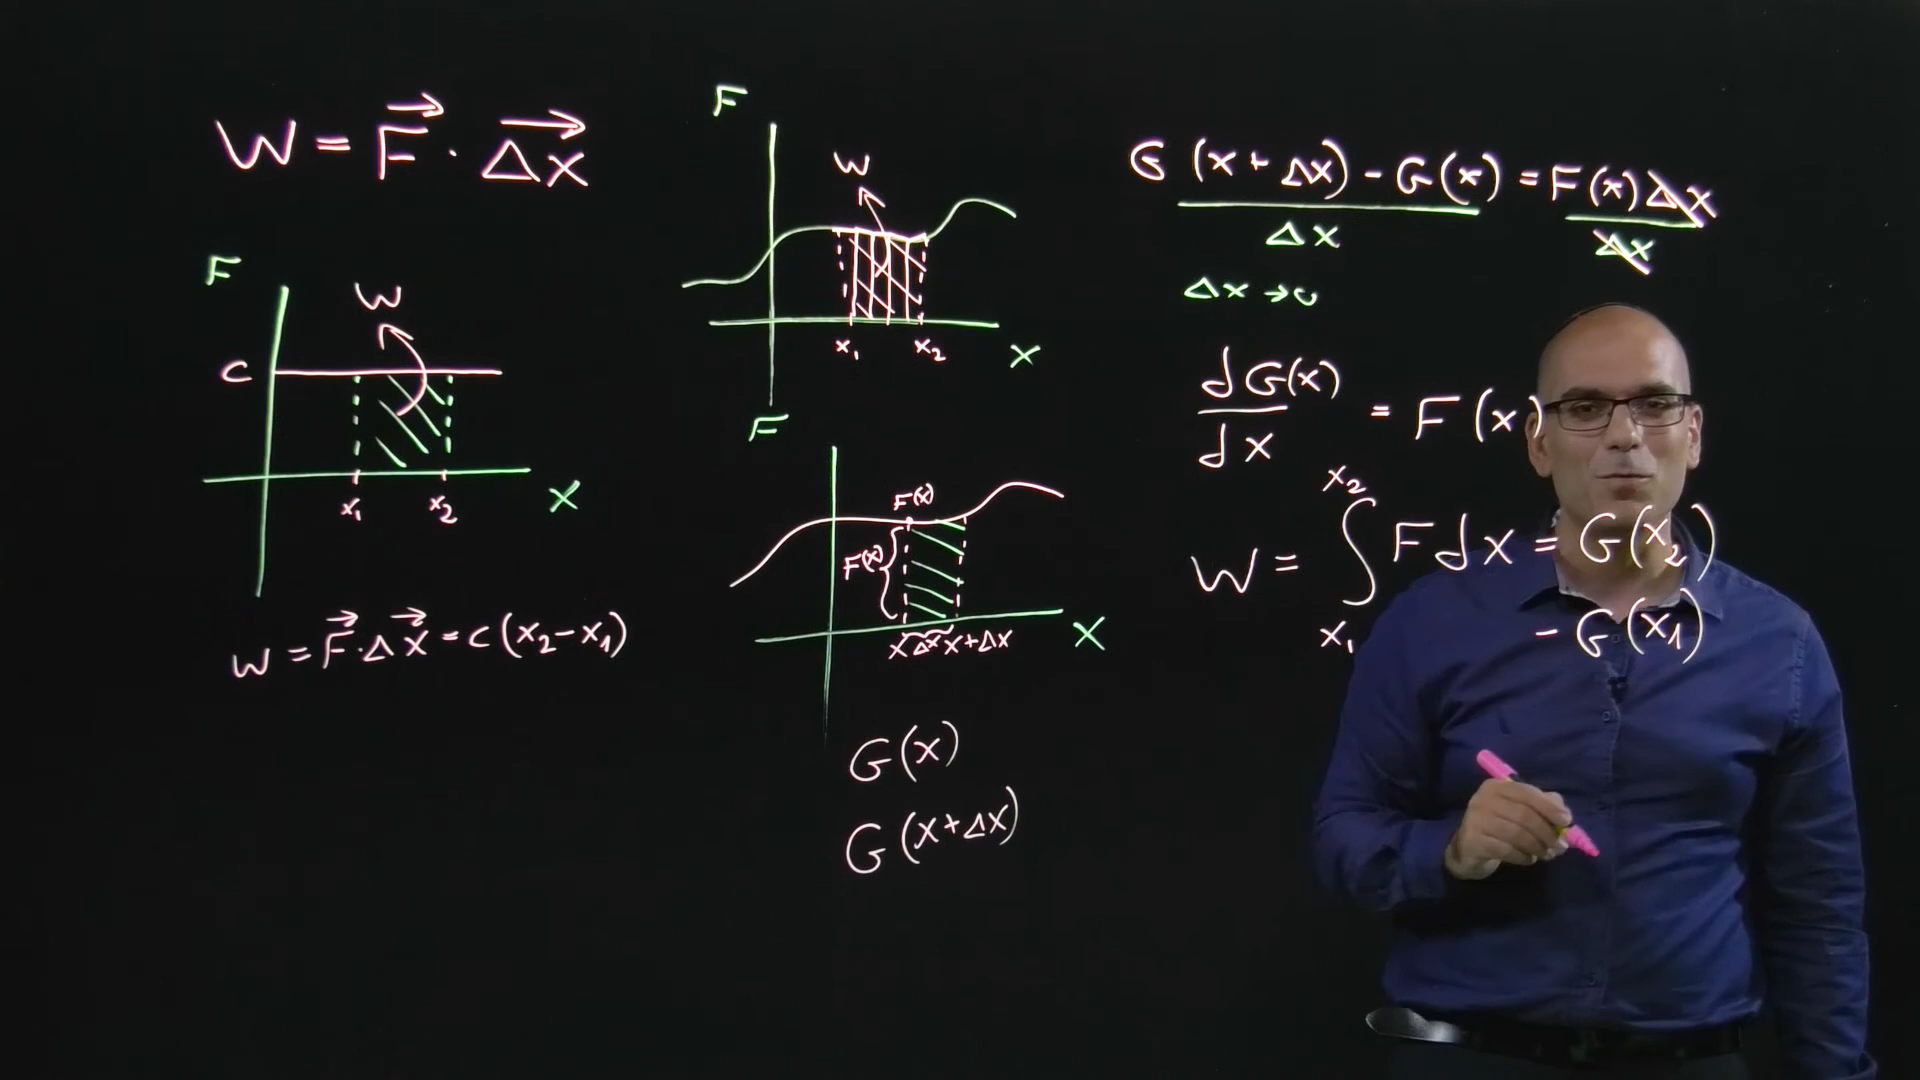 W = F⃗ · Δx⃗
F
W
C
x₁ x₂ X
W = F⃗ · Δx⃗ = C (x₂ - x₁)
F
W
x₁ x₂ X
F
F(x)
F(x)
X Δx X+ΔX X
G(x)
G(x+Δx)
G (x + Δx) - G(x) = F(x) Δx
Δx Δx
Δx → 0
dG(x) = F(x)
dx
x₂
W = ∫ F dx = G(x₂)
x₁ - G(x₁)